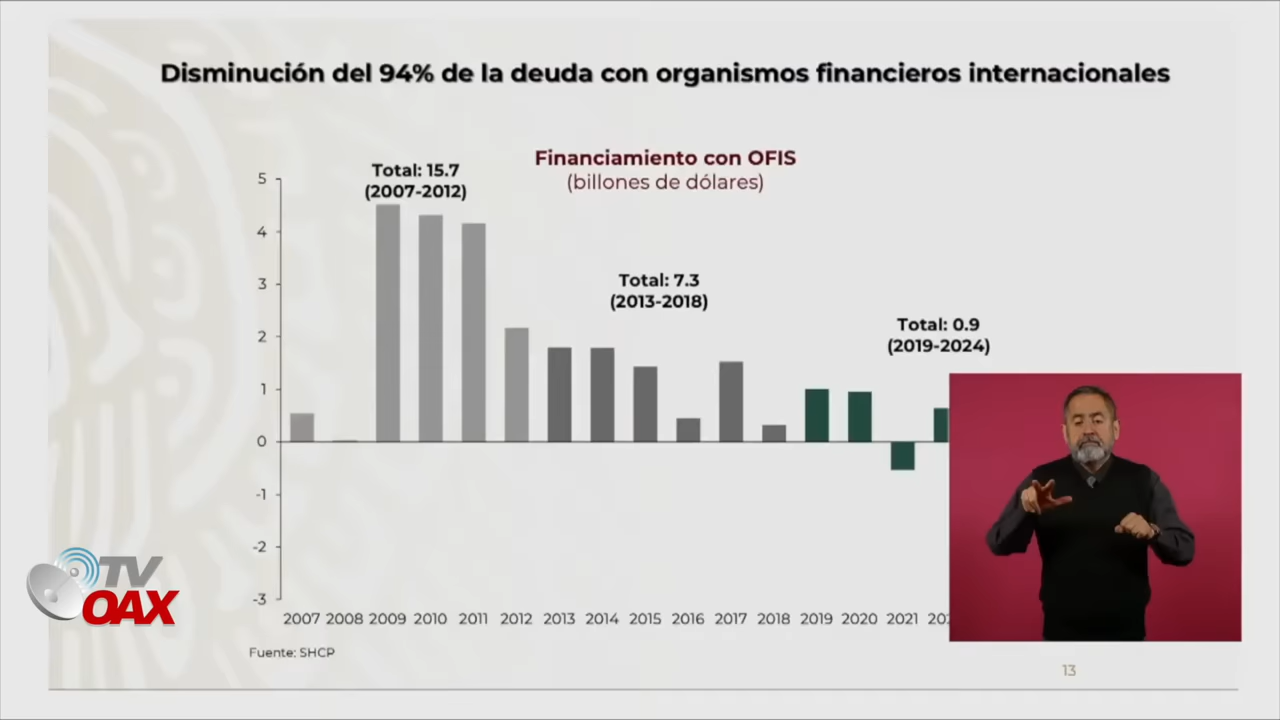 Disminución del 94% de la deuda con organismos financieros internacionales
Financiamiento con OFIS
(billones de dólares)
Total: 15.7
(2007-2012)
Total: 7.3
(2013-2018)
Total: 0.9
(2019-2024)
5
4
3
2
1
0
-1
-2
-3
2007 2008 2009 2010 2011 2012 2013 2014 2015 2016 2017 2018 2019 2020 2021
Fuente: SHCP
13
TV
OAX